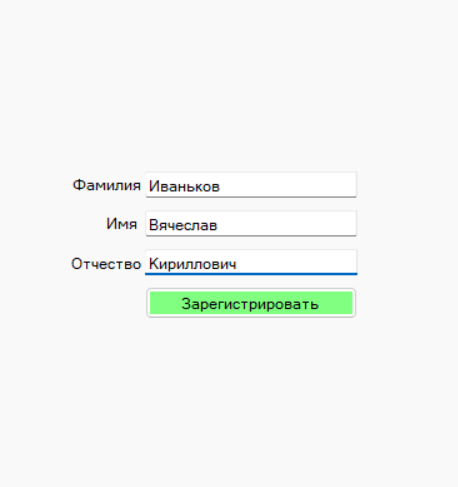 Фамилия Иваньков
Имя Вячеслав
Отчество Кириллович
Зарегистрировать